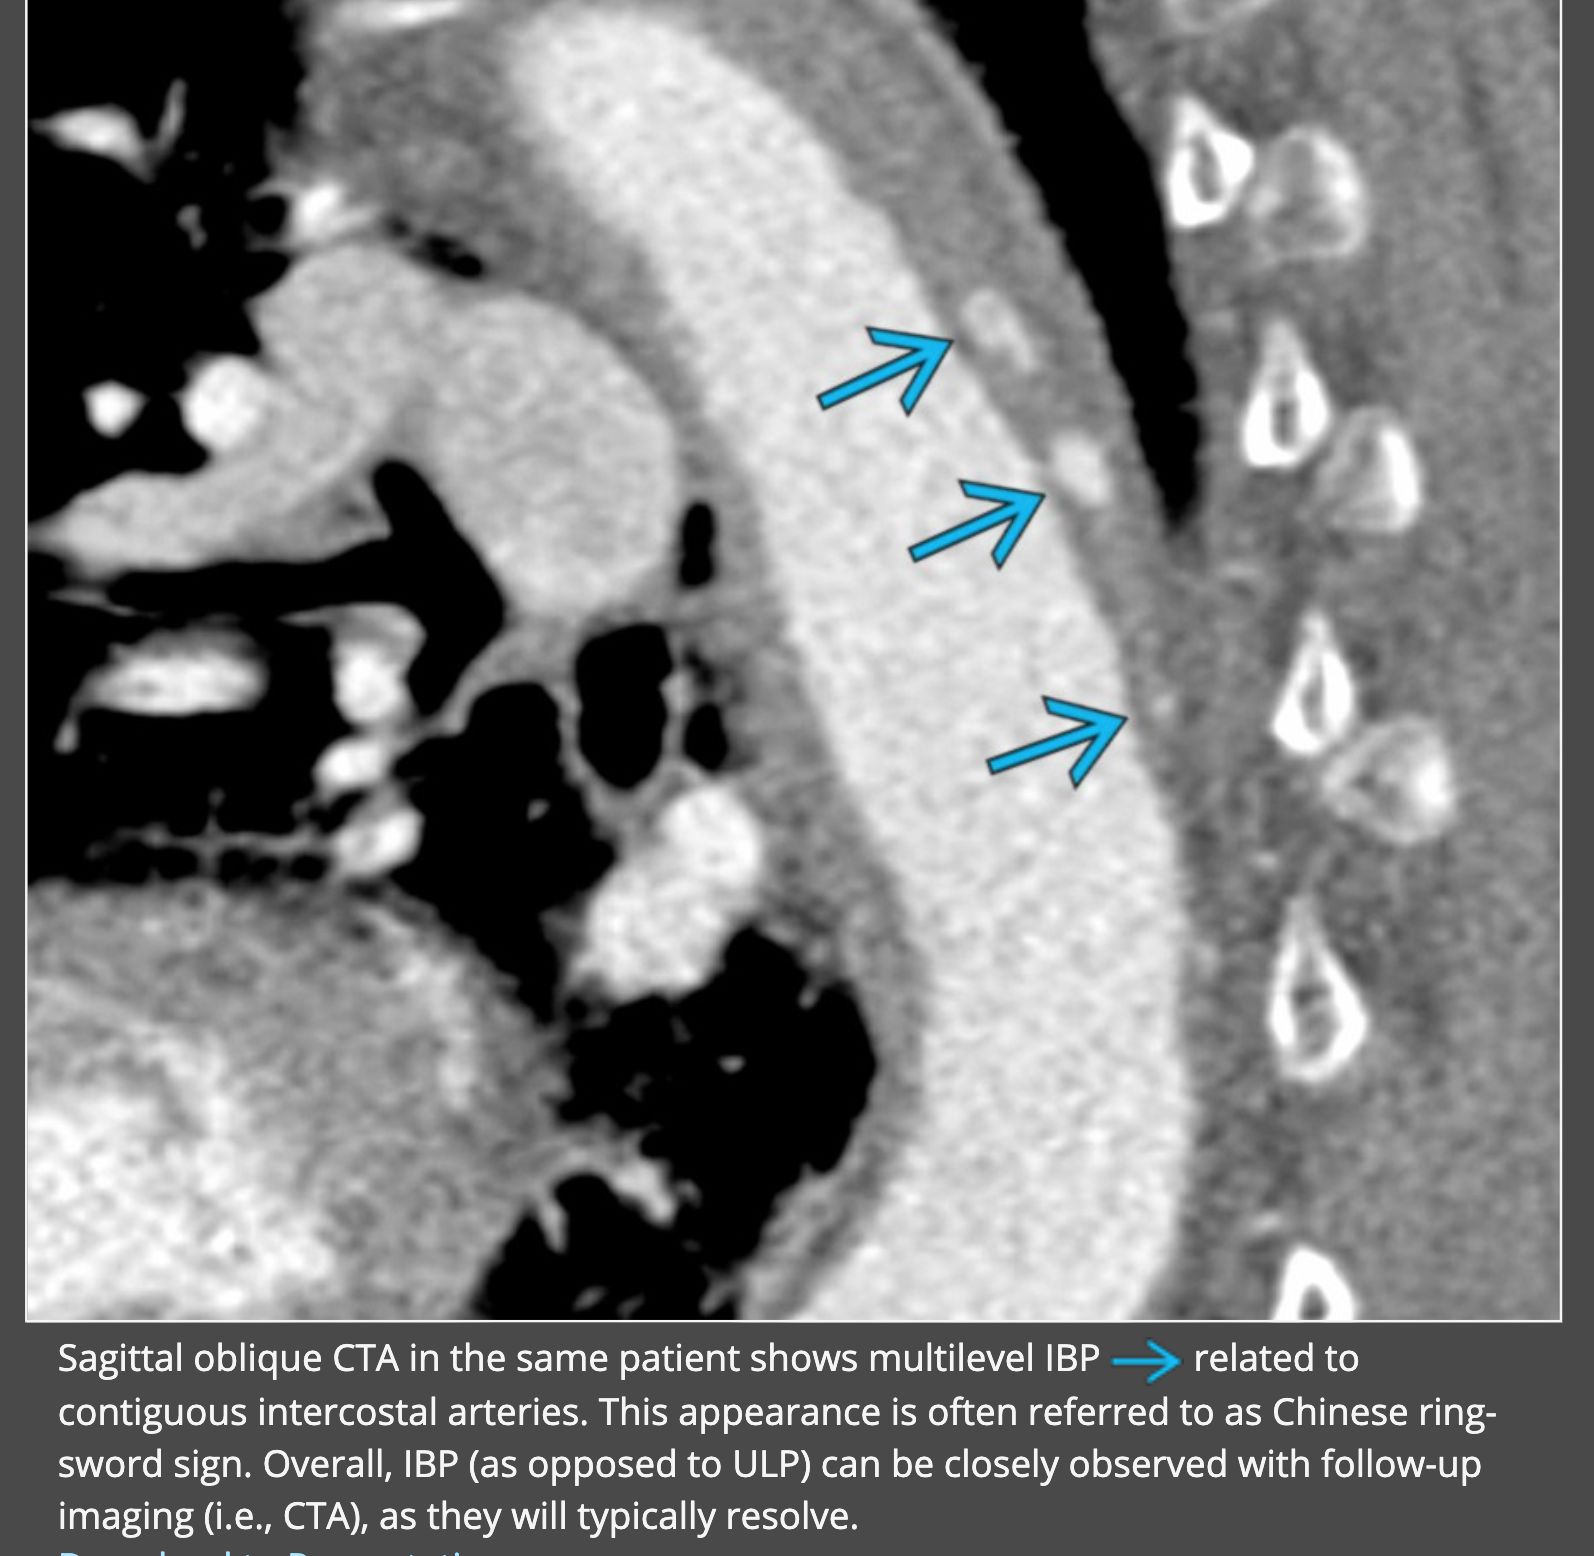 Sagittal oblique CTA in the same patient shows multilevel IBP → related to
contiguous intercostal arteries. This appearance is often referred to as Chinese ring-
sword sign. Overall, IBP (as opposed to ULP) can be closely observed with follow-up
imaging (i.e., CTA), as they will typically resolve.